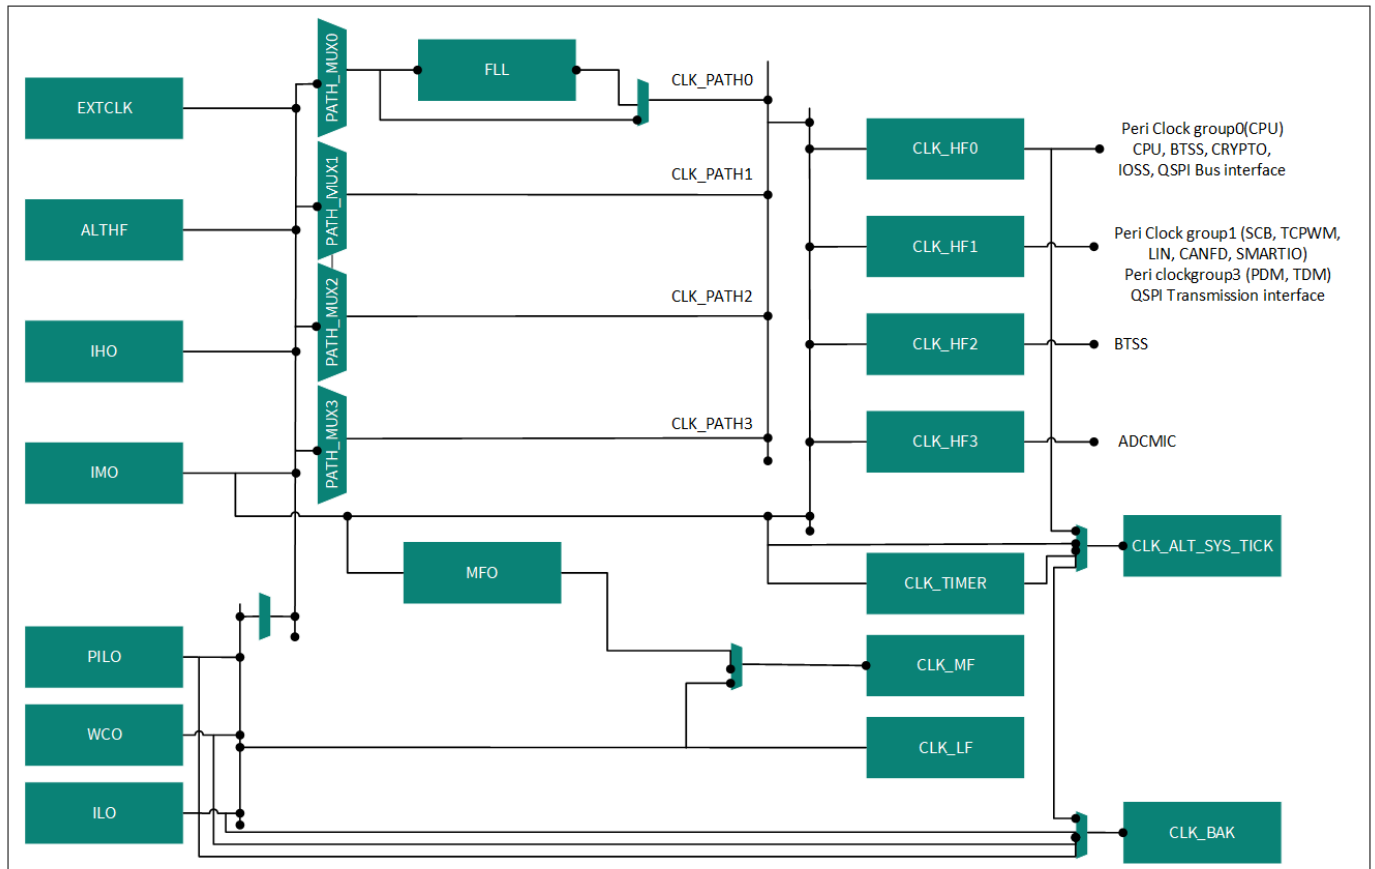 EXTCLK
ALTHF
IHO
IMO
PILO
WCO
ILO
PATH_MUX0
PATH_MUX1
PATH_MUX2
PATH_MUX3
FLL
MFO
CLK_PATH0
CLK_PATH1
CLK_PATH2
CLK_PATH3
CLK_HF0
CLK_HF1
CLK_HF2
CLK_HF3
CLK_TIMER
CLK_MF
CLK_LF
Peri Clock group0(CPU)
CPU, BTSS, CRYPTO,
IOSS, QSPI Bus interface
Peri Clock group1 (SCB, TCPWM,
LIN, CANFD, SMARTIO)
Peri clockgroup3 (PDM, TDM)
QSPI Transmission interface
BTSS
ADCMIC
CLK_ALT_SYS_TICK
CLK_BAK